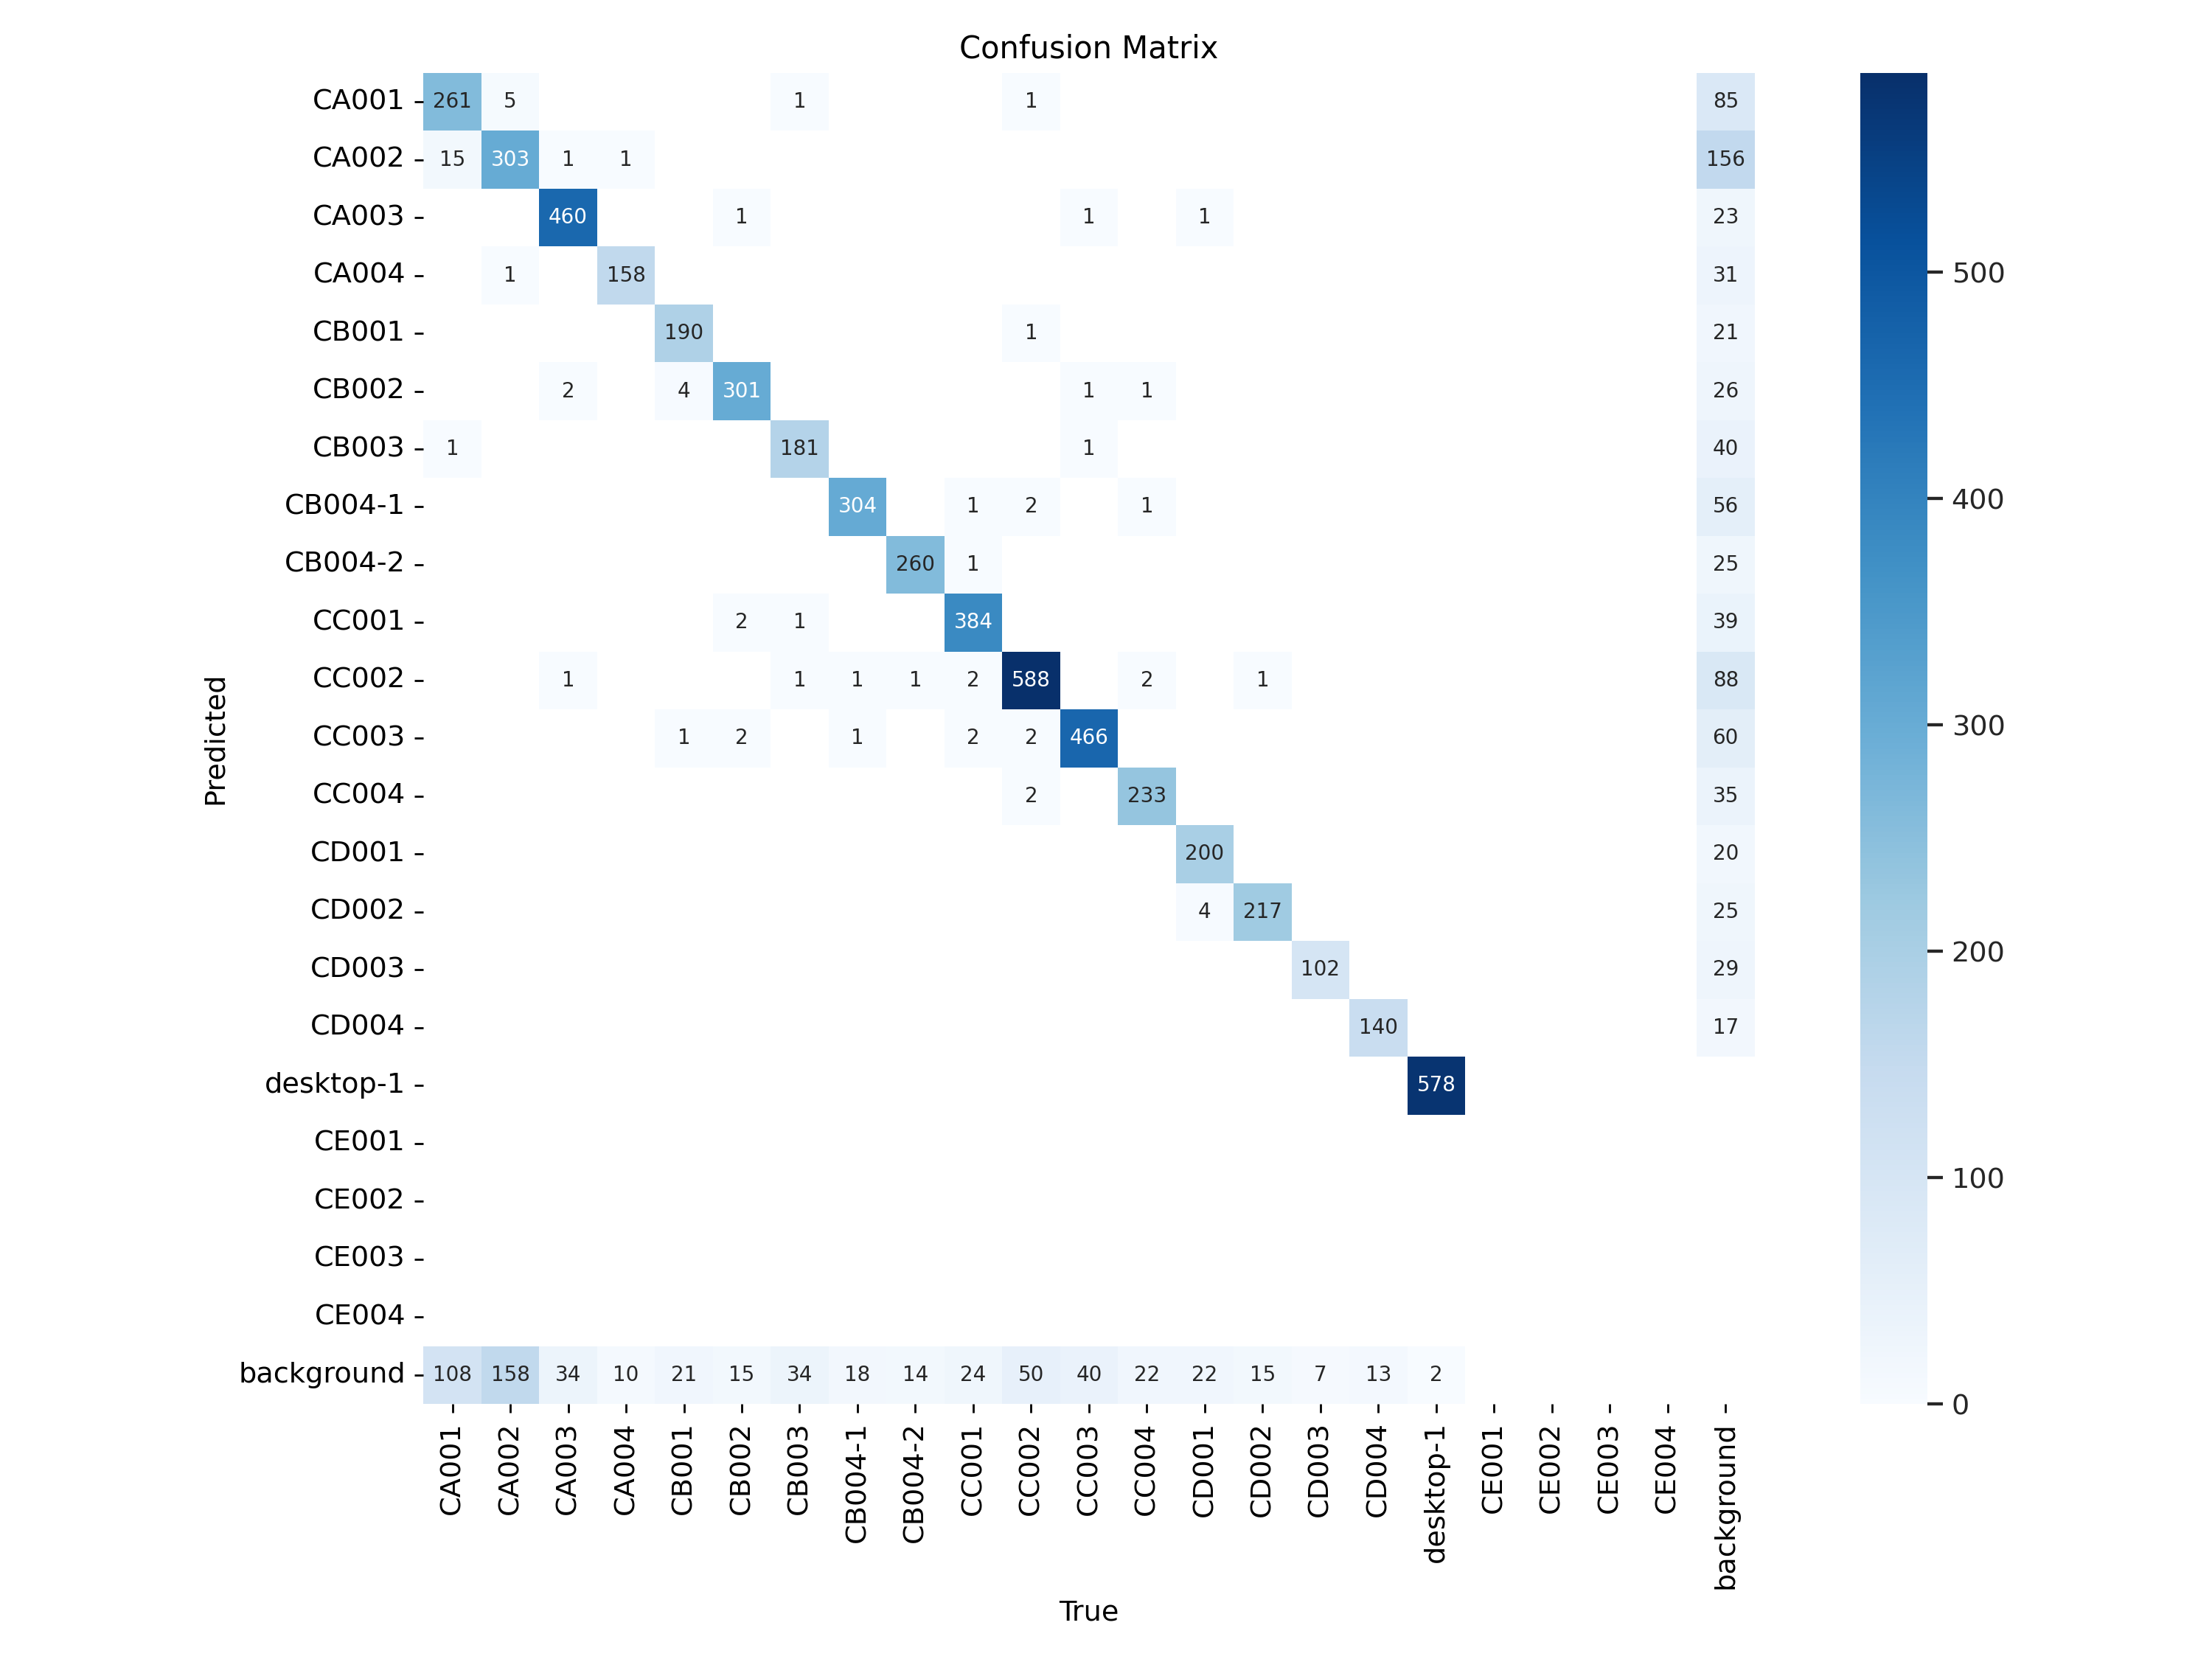 Confusion Matrix
CA001 261 5 1 1 85
CA002 15 303 1 1 156
CA003 460 1 1 1 23
CA004 1 158 31
CB001 190 1 21
CB002 2 4 301 1 1 26
CB003 1 181 1 40
CB004-1 304 1 2 1 56
CB004-2 260 1 25
CC001 2 1 384 39
CC002 1 1 1 1 2 588 2 1 88
CC003 1 2 1 2 2 466 60
CC004 2 233 35
CD001 200 20
CD002 4 217 25
CD003 102 29
CD004 140 17
desktop-1 578
CE001
CE002
CE003
CE004
background 108 158 34 10 21 15 34 18 14 24 50 40 22 22 15 7 13 2
CA001 CA002 CA003 CA004 CB001 CB002 CB003 CB004-1 CB004-2 CC001 CC002 CC003 CC004 CD001 CD002 CD003 CD004 desktop-1 CE001 CE002 CE003 CE004 background
True
Predicted
500
400
300
200
100
0